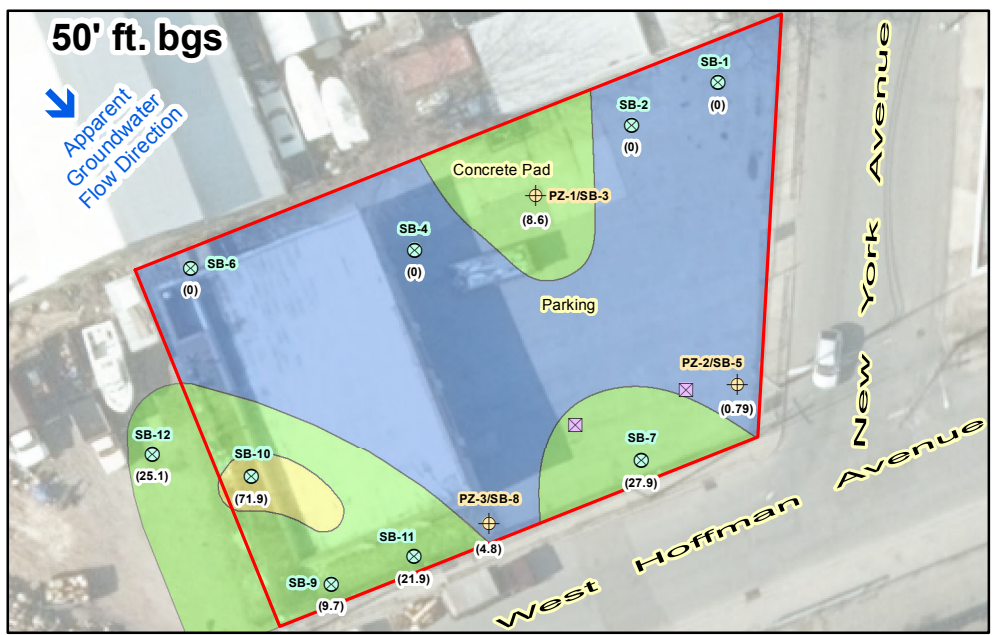 50' ft. bgs
Apparent
Groundwater
Flow Direction
SB-1
(0)
SB-2
(0)
Concrete Pad
PZ-1/SB-3
(8.6)
SB-4
(0)
SB-6
(0)
Parking
PZ-2/SB-5
(0.79)
SB-7
(27.9)
SB-12
(25.1)
SB-10
(71.9)
PZ-3/SB-8
(4.8)
SB-11
(21.9)
SB-9
(9.7)
New York Avenue
West Hoffman Avenue